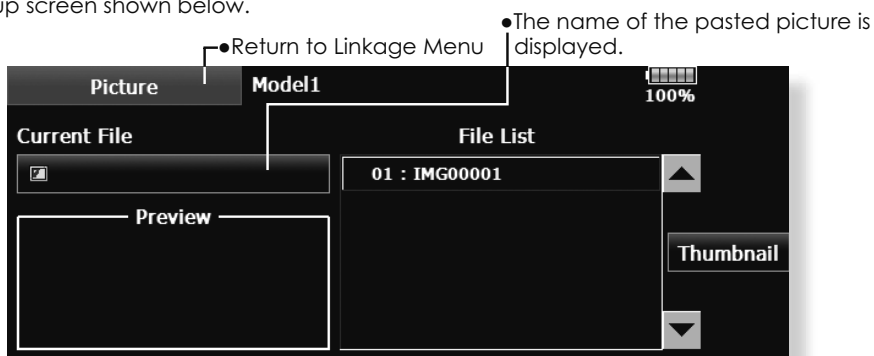 up screen shown below.
●The name of the pasted picture is
displayed.
●Return to Linkage Menu
Picture
Model1
100%
Current File
File List
01 : IMG00001
Preview
Thumbnail